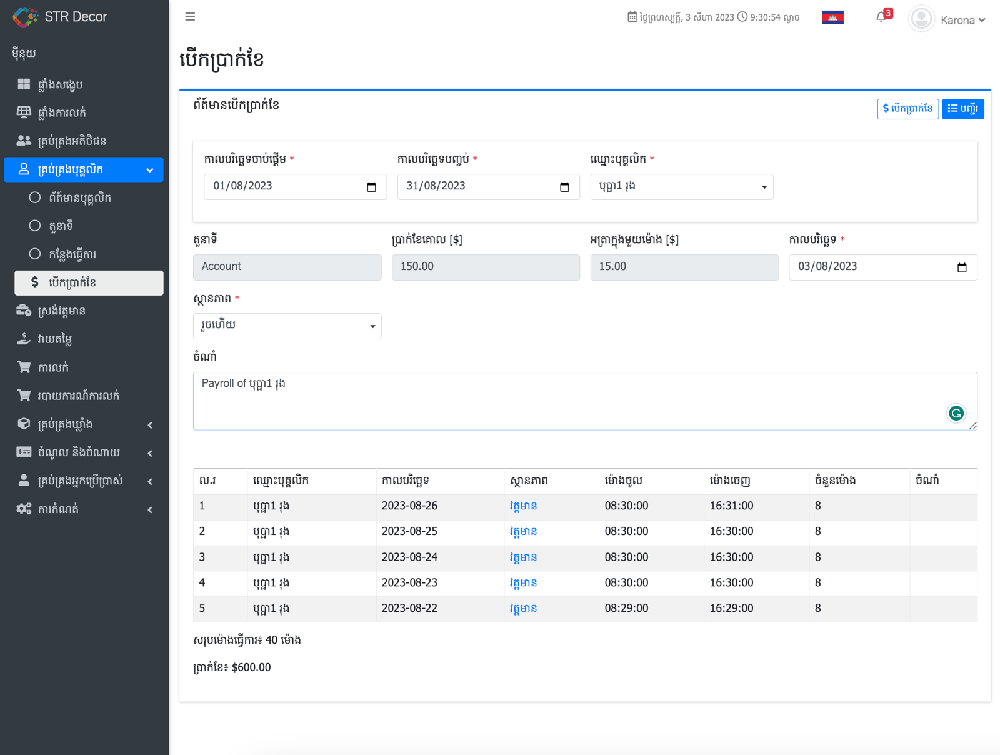 STR Decor
ថ្ងៃព្រហស្បត្តិ៍, 3 សីហា 2023 9:30:54 ល្ងាច
3
Karona
ម៉ីនុយ
ផ្ទាំងសង្ខេប
ផ្ទាំងការលក់
គ្រប់គ្រងអតិថិជន
គ្រប់គ្រងបុគ្គលិក
ព័ត៍មានបុគ្គលិក
តួនាទី
កន្លែងធ្វើការ
បើកប្រាក់ខែ
ស្រង់វត្តមាន
វាយតម្លៃ
ការលក់
របាយការណ៍ការលក់
គ្រប់គ្រងឃ្លាំង
ចំណូល និងចំណាយ
គ្រប់គ្រងអ្នកប្រើប្រាស់
ការកំណត់
បើកប្រាក់ខែ
ព័ត៍មានបើកប្រាក់ខែ
$ បើកប្រាក់ខែ
បញ្ជីរ
កាលបរិច្ឆេទចាប់ផ្ដើម * កាលបរិច្ឆេទបញ្ចប់ * ឈ្មោះបុគ្គលិក *
01/08/2023 31/08/2023 បុប្ផា1 រុង
តួនាទី ប្រាក់ខែគោល [$] អត្រាក្នុងមួយម៉ោង [$] កាលបរិច្ឆេទ *
Account 150.00 15.00 03/08/2023
ស្ថានភាព *
រួចហើយ
ចំណាំ
Payroll of បុប្ផា1 រុង
ល.រ ឈ្មោះបុគ្គលិក កាលបរិច្ឆេទ ស្ថានភាព ម៉ោងចូល ម៉ោងចេញ ចំនួនម៉ោង ចំណាំ
1 បុប្ផា1 រុង 2023-08-26 វត្តមាន 08:30:00 16:31:00 8
2 បុប្ផា1 រុង 2023-08-25 វត្តមាន 08:30:00 16:30:00 8
3 បុប្ផា1 រុង 2023-08-24 វត្តមាន 08:30:00 16:30:00 8
4 បុប្ផា1 រុង 2023-08-23 វត្តមាន 08:30:00 16:30:00 8
5 បុប្ផា1 រុង 2023-08-22 វត្តមាន 08:29:00 16:29:00 8
សរុបម៉ោងធ្វើការ៖ 40 ម៉ោង
ប្រាក់ខែ៖ $600.00